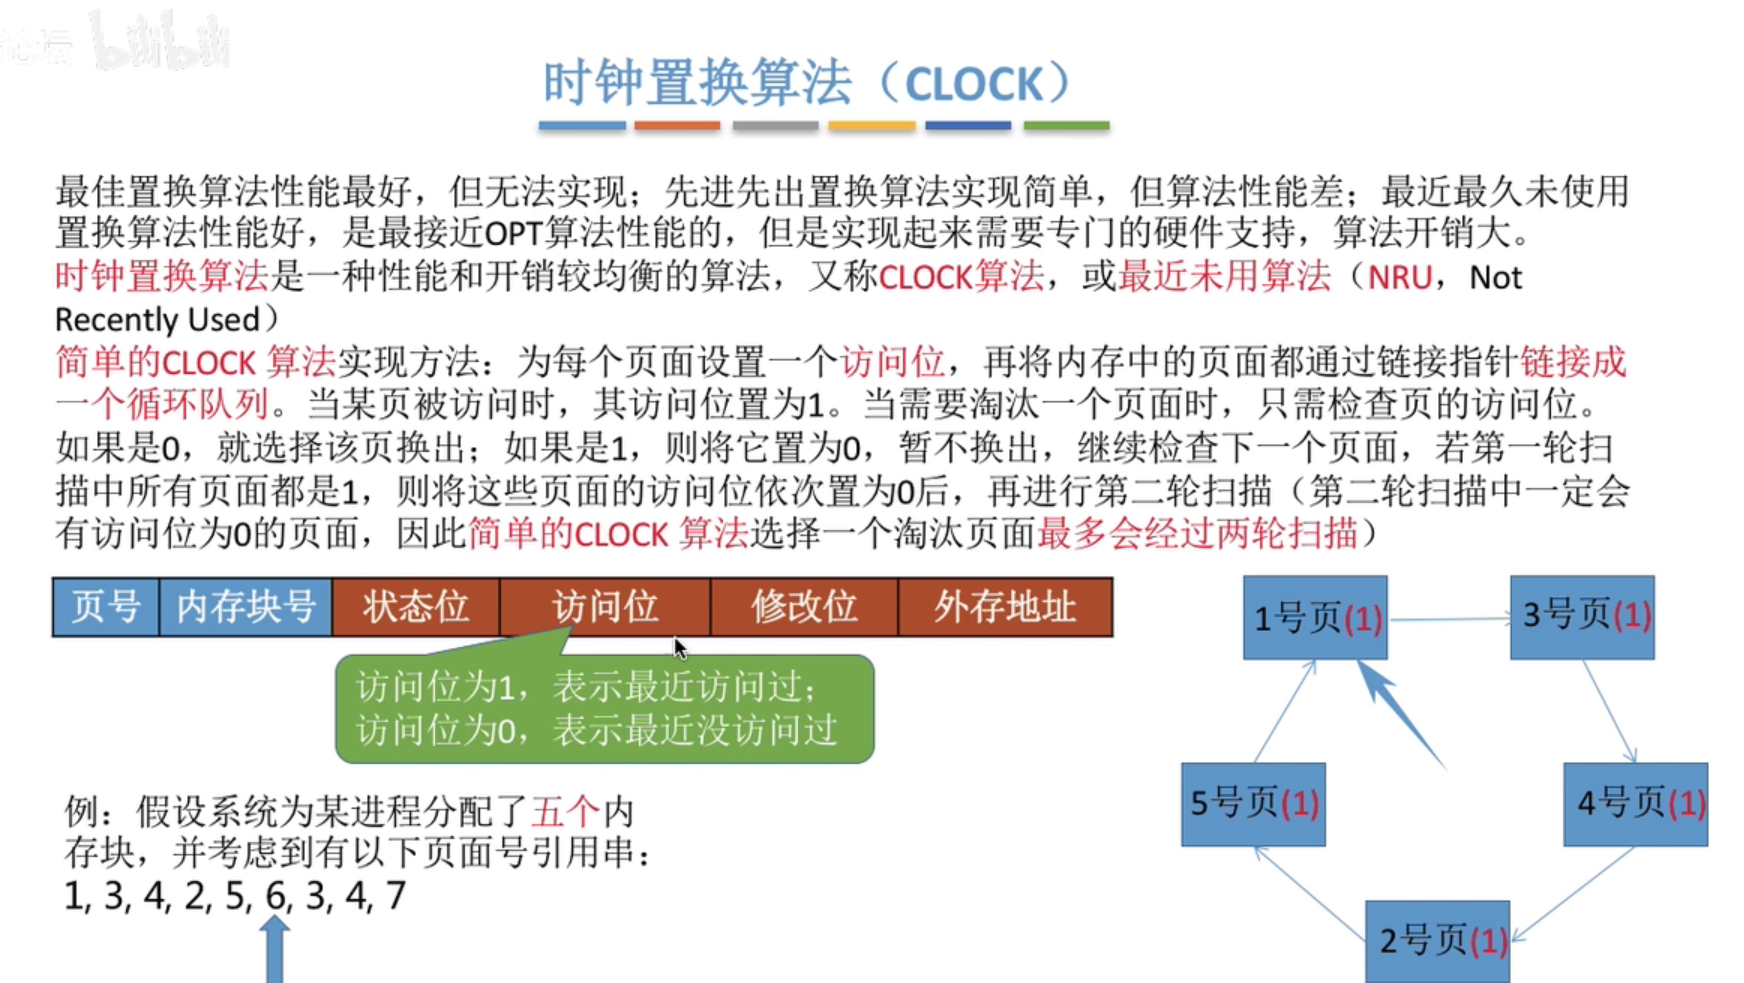 论坛 bilibili
时钟置换算法（CLOCK）
最佳置换算法性能最好，但无法实现；先进先出置换算法实现简单，但算法性能差；最近最久未使用
置换算法性能好，是最接近OPT算法性能的，但是实现起来需要专门的硬件支持，算法开销大。
时钟置换算法是一种性能和开销较均衡的算法，又称CLOCK算法，或最近未用算法（NRU，Not
Recently Used）
简单的CLOCK 算法实现方法：为每个页面设置一个访问位，再将内存中的页面都通过链接指针链接成
一个循环队列。当某页被访问时，其访问位置为1。当需要淘汰一个页面时，只需检查页的访问位。
如果是0，就选择该页换出；如果是1，则将它置为0，暂不换出，继续检查下一个页面，若第一轮扫
描中所有页面都是1，则将这些页面的访问位依次置为0后，再进行第二轮扫描（第二轮扫描中一定会
有访问位为0的页面，因此简单的CLOCK 算法选择一个淘汰页面最多会经过两轮扫描）
页号 内存块号 状态位 访问位 修改位 外存地址
访问位为1，表示最近访问过；
访问位为0，表示最近没访问过
例：假设系统为某进程分配了五个内
存块，并考虑到有以下页面号引用串：
1, 3, 4, 2, 5, 6, 3, 4, 7
1号页(1)
3号页(1)
5号页(1)
4号页(1)
2号页(1)